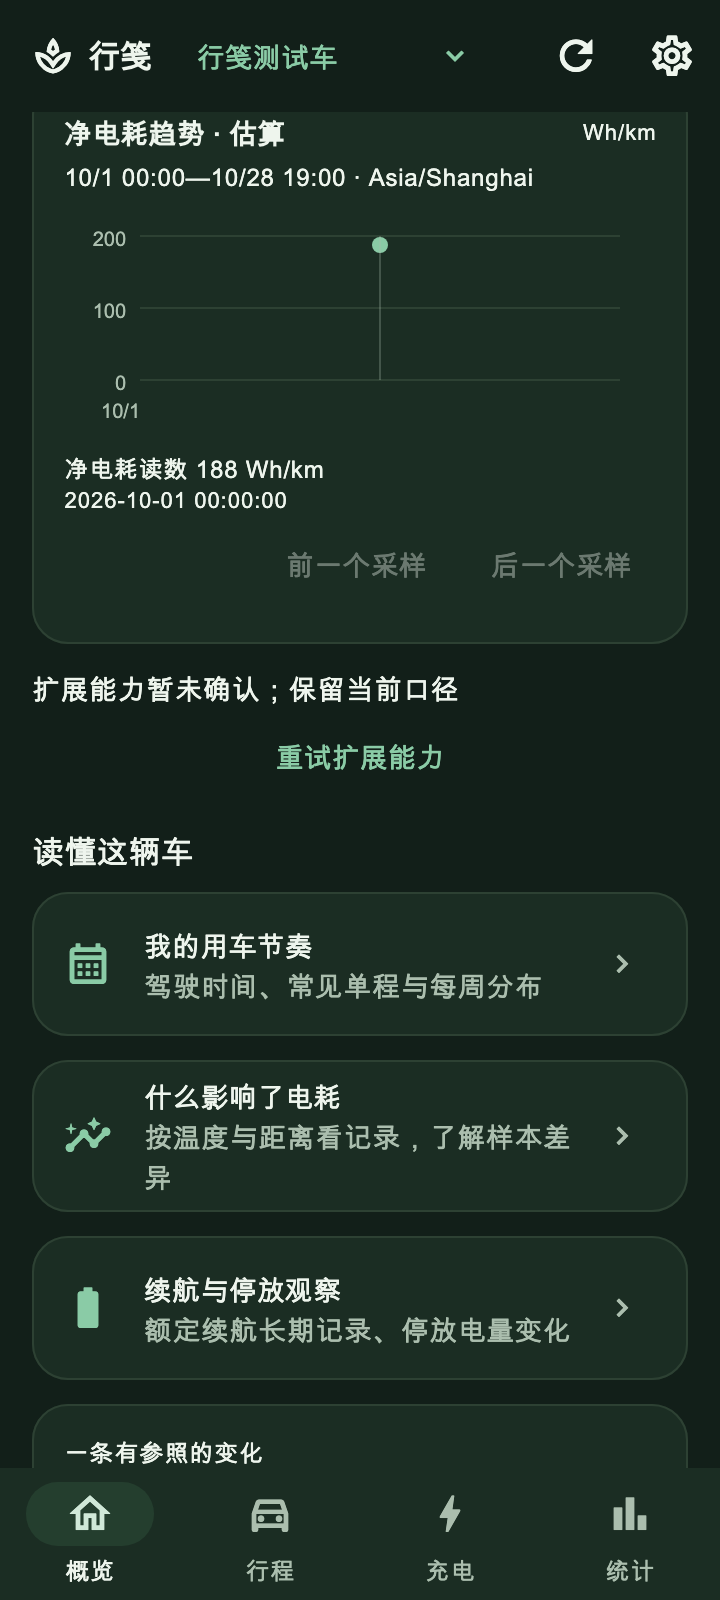 行笺
行笺测试车
净电耗趋势 · 估算
Wh/km
10/1 00:00—10/28 19:00 · Asia/Shanghai
200
100
0
10/1
净电耗读数 188 Wh/km
2026-10-01 00:00:00
前一个采样
后一个采样
扩展能力暂未确认；保留当前口径
重试扩展能力
读懂这辆车
我的用车节奏
驾驶时间、常见单程与每周分布
什么影响了电耗
按温度与距离看记录，了解样本差
异
续航与停放观察
额定续航长期记录、停放电量变化
一条有参照的变化
概览
行程
充电
统计